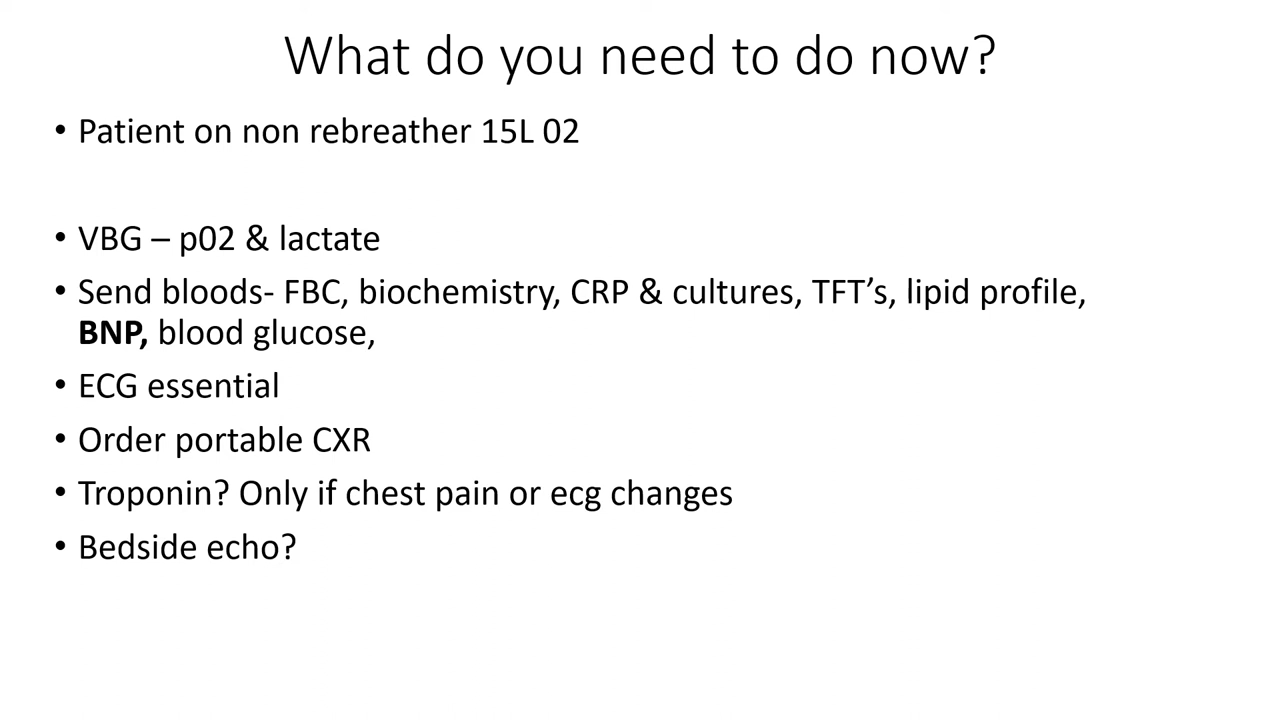 What do you need to do now?
• Patient on non rebreather 15L 02
• VBG – p02 & lactate
• Send bloods- FBC, biochemistry, CRP & cultures, TFT’s, lipid profile,
BNP, blood glucose,
• ECG essential
• Order portable CXR
• Troponin? Only if chest pain or ecg changes
• Bedside echo?